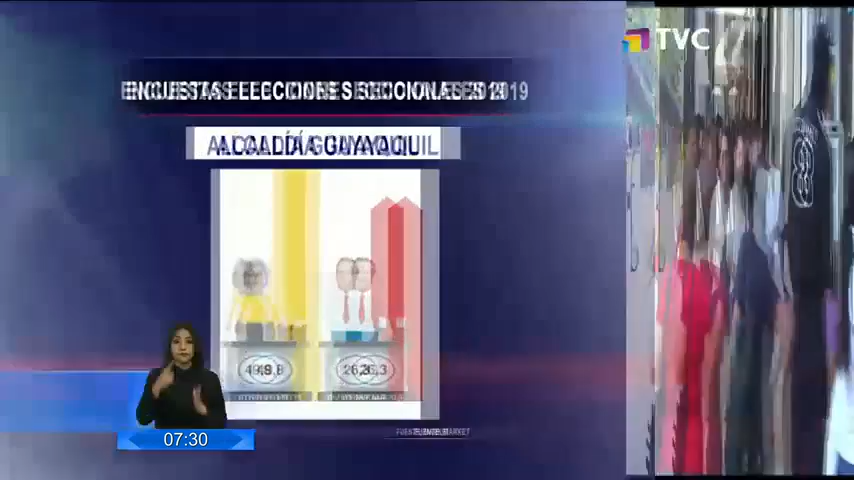 TVC
ENCUESTAS ELECCIONES SECCIONALES 2019
ALCALDÍA GUAYAQUIL
49,8 26,3
07:30